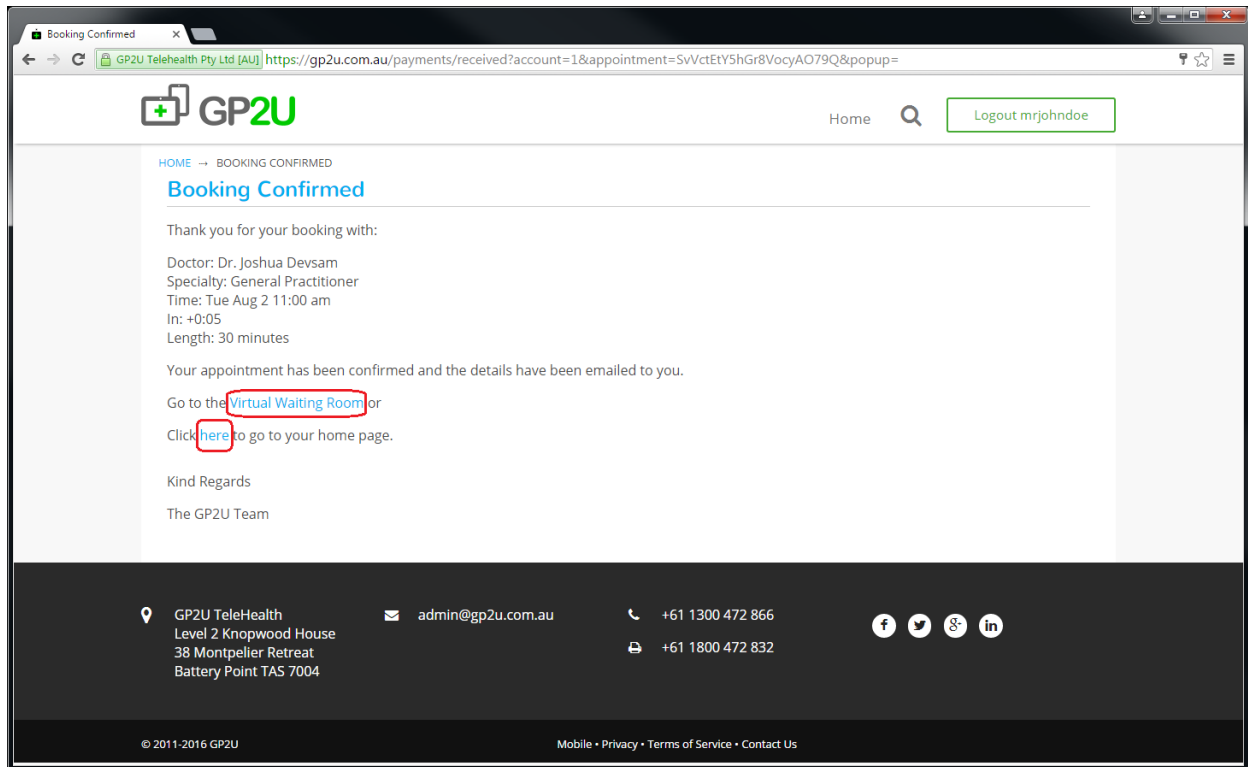 Booking Confirmed
GP2U Telehealth Pty Ltd [AU] https://gp2u.com.au/payments/received?account=1&appointment=SvVctEtY5hGr8VocyAO79Q&popup=
GP2U
Home
Logout mrjohndoe
HOME → BOOKING CONFIRMED
Booking Confirmed
Thank you for your booking with:
Doctor: Dr. Joshua Devsam
Specialty: General Practitioner
Time: Tue Aug 2 11:00 am
In: +0:05
Length: 30 minutes
Your appointment has been confirmed and the details have been emailed to you.
Go to the Virtual Waiting Room or
Click here to go to your home page.
Kind Regards
The GP2U Team
GP2U TeleHealth
Level 2 Knopwood House
38 Montpelier Retreat
Battery Point TAS 7004
admin@gp2u.com.au
+61 1300 472 866
+61 1800 472 832
© 2011-2016 GP2U
Mobile • Privacy • Terms of Service • Contact Us